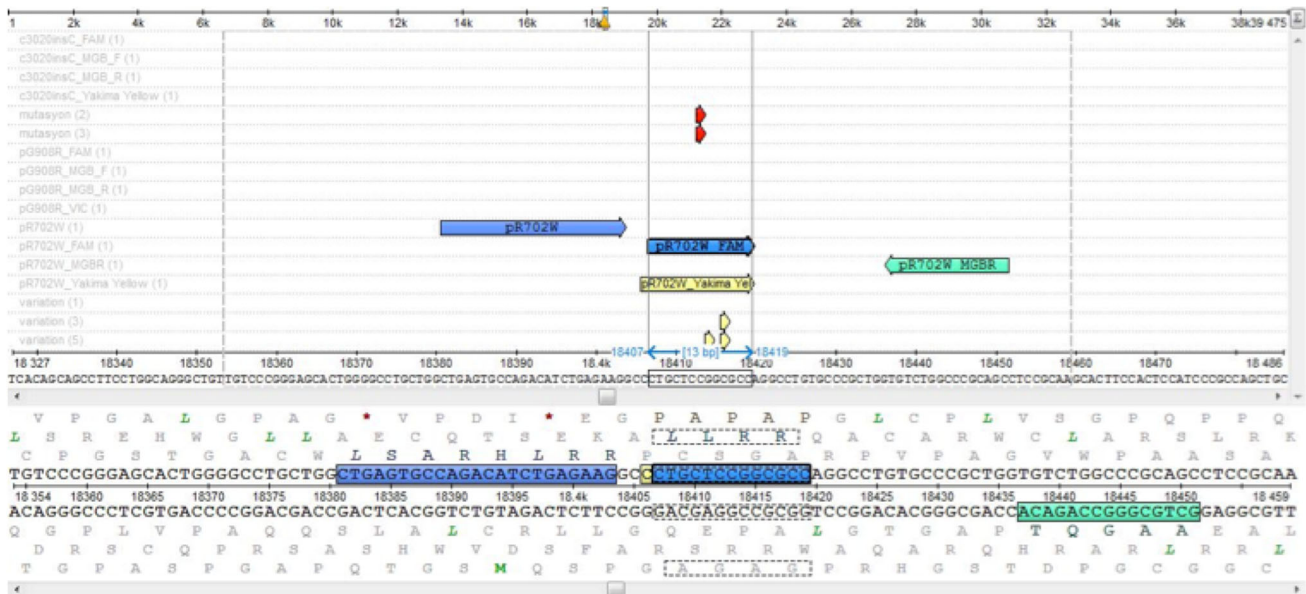 1 2k 4k 6k 8k 10k 12k 14k 16k 18k 20k 22k 24k 26k 28k 30k 32k 34k 36k 38k39 475
c3020insC_FAM (1)
c3020insC_MGB_F (1)
c3020insC_MGB_R (1)
c3020insC_Yakima Yellow (1)
mutasyon (2)
mutasyon (3)
pG908R_FAM (1)
pG908R_MGB_F (1)
pG908R_MGB_R (1)
pG908R_VIC (1)
pR702W (1) pR702W
pR702W_FAM (1) pR702W FAM
pR702W_MGBR (1) pR702W MGBR
pR702W_Yakima Yellow (1) pR702W_Yakima Ye
variation (1)
variation (3)
variation (5)
18407 [13 bp] 18419
18 327 18340 18350 18360 18370 18380 18390 18.4k 18410 18420 18430 18440 18450 18460 18470 18 486
TCACAGCAGCCTTCCTGGCAGGGCTGTTGTCCCGGGAGCACTGGGGCCTGCTGGCTGAGTGCCAGACATCTGAGAAGGCCCTGCTCCGGCGCCAGGCCTGTGCCCGCTGGTGTCTGGCCCGCAGCCTCCGCAAGCACTTCCACTCCATCCCGCCAGCTGC
V P G A L G P A G * V P D I * E G P A P A P G L C P L V S G P Q P P Q
L S R E H W G L L A E C Q T S E K A L L R R Q A C A R W C L A R S L R K
C P G S T G A C W L S A R H L R R P C S G A R P V P A G V W P A A S A
TGTCCCGGGAGCACTGGGGCCTGCTGGCTGAGTGCCAGACATCTGAGAAGGCCCTGCTCCGGCGCCAGGCCTGTGCCCGCTGGTGTCTGGCCCGCAGCCTCCGCAA
18 354 18360 18365 18370 18375 18380 18385 18390 18395 18.4k 18405 18410 18415 18420 18425 18430 18435 18440 18445 18450 18 459
ACAGGGCCCTCGTGACCCCGGACGACCGACTCACGGTCTGTAGACTCTTCCGGGACGAGGCCGCGGTCCGGACACGGGCGACCACAGACCGGGCGTCGGAGGCGTT
Q G P L V P A Q Q S L A L C R L L G Q E P A L G T G A P T Q G A A E A L
D R S C Q P R S A S H W V D S F A R S R R W A Q A R Q H R A R L R R L
T G P A S P G A P Q T G S M Q S P G A G A G P R H G S T D P G C G G C